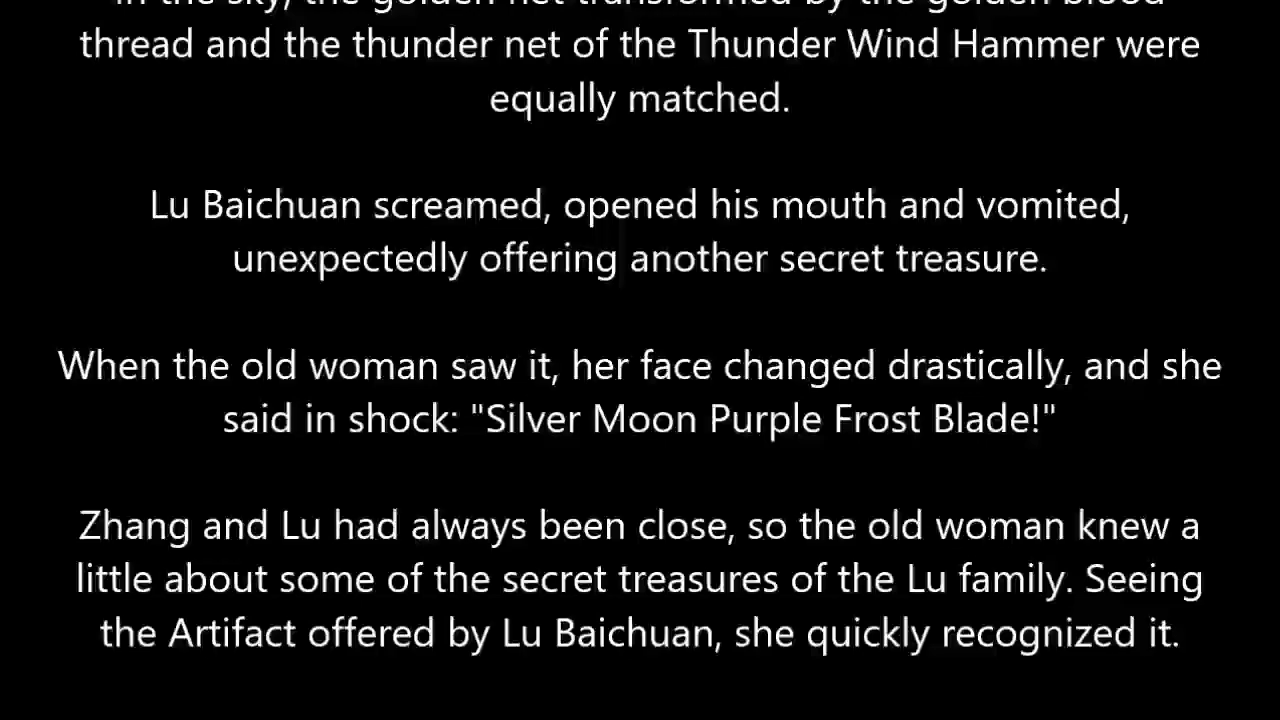 in the sky, the golden net transformed by the golden blood
thread and the thunder net of the Thunder Wind Hammer were
equally matched.
Lu Baichuan screamed, opened his mouth and vomited,
unexpectedly offering another secret treasure.
When the old woman saw it, her face changed drastically, and she
said in shock: "Silver Moon Purple Frost Blade!"
Zhang and Lu had always been close, so the old woman knew a
little about some of the secret treasures of the Lu family. Seeing
the Artifact offered by Lu Baichuan, she quickly recognized it.